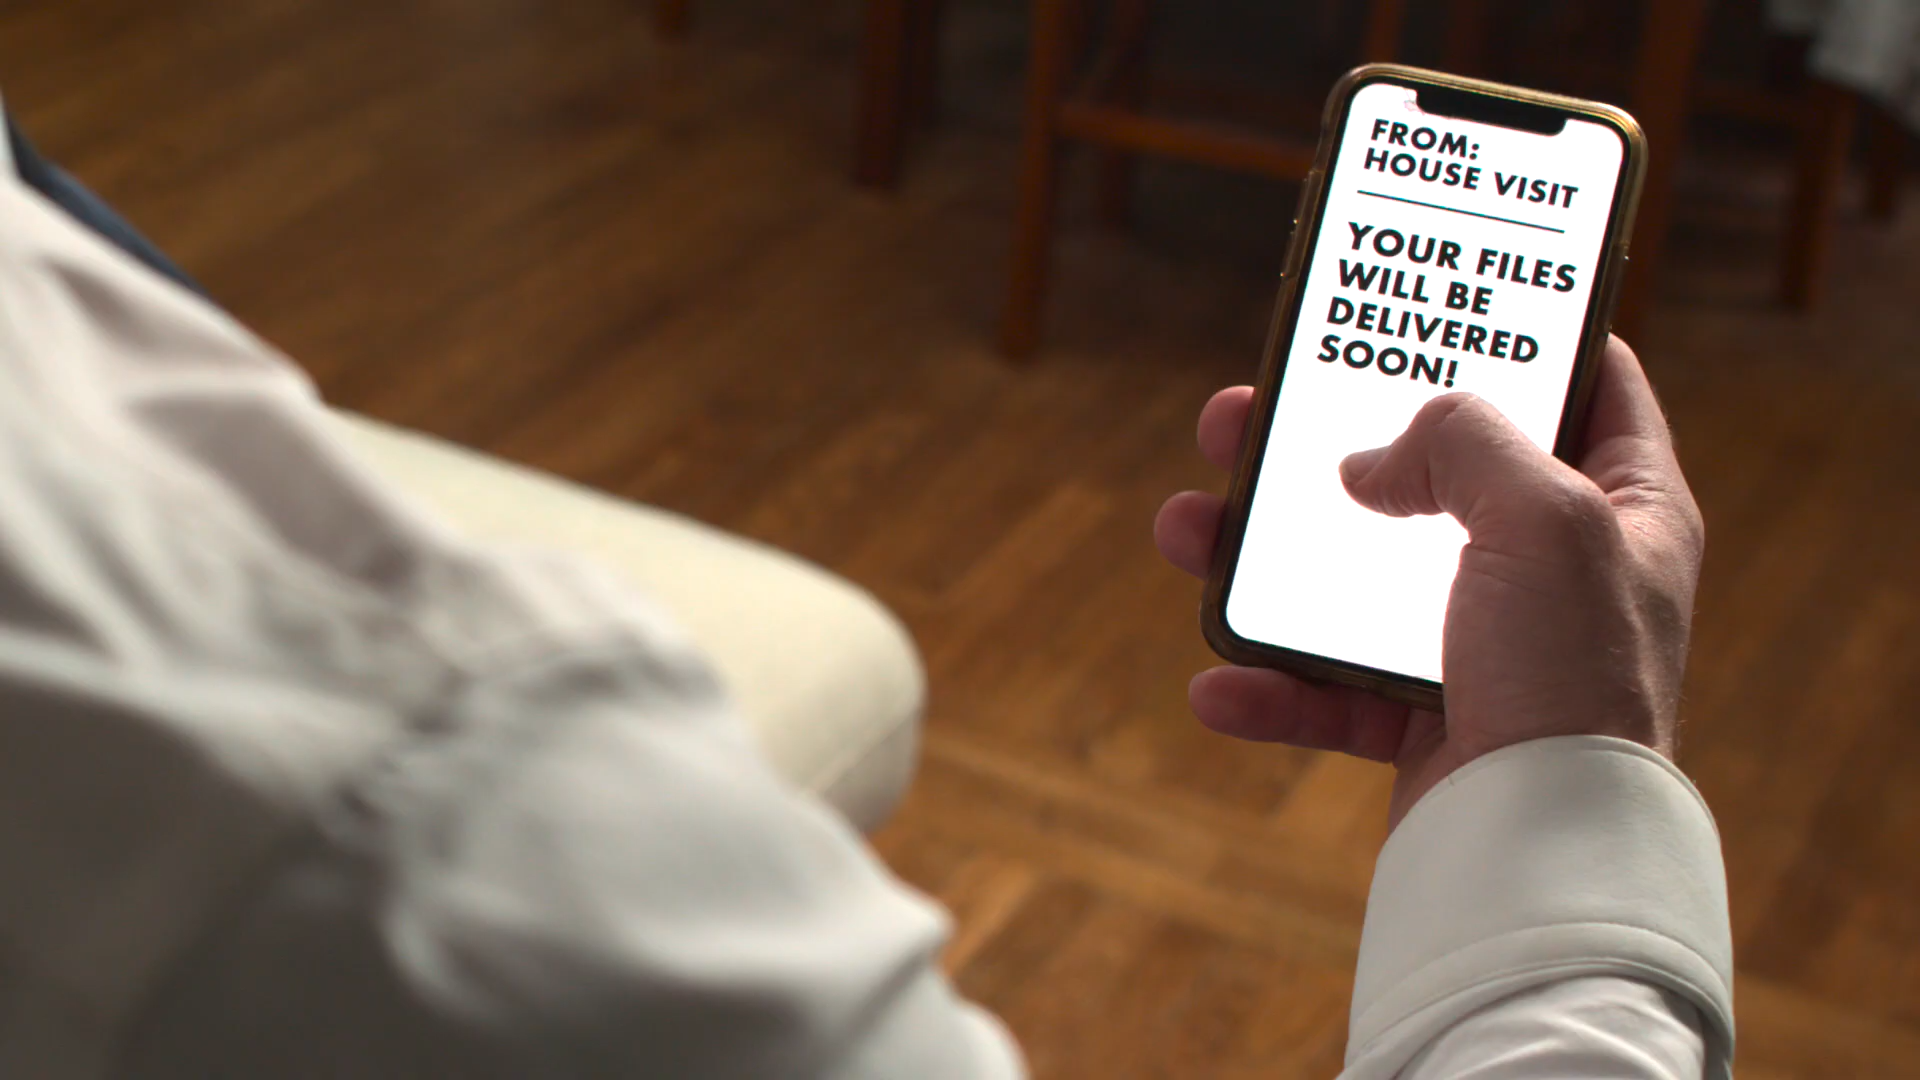 FROM:
HOUSE VISIT
YOUR FILES
WILL BE
DELIVERED
SOON!